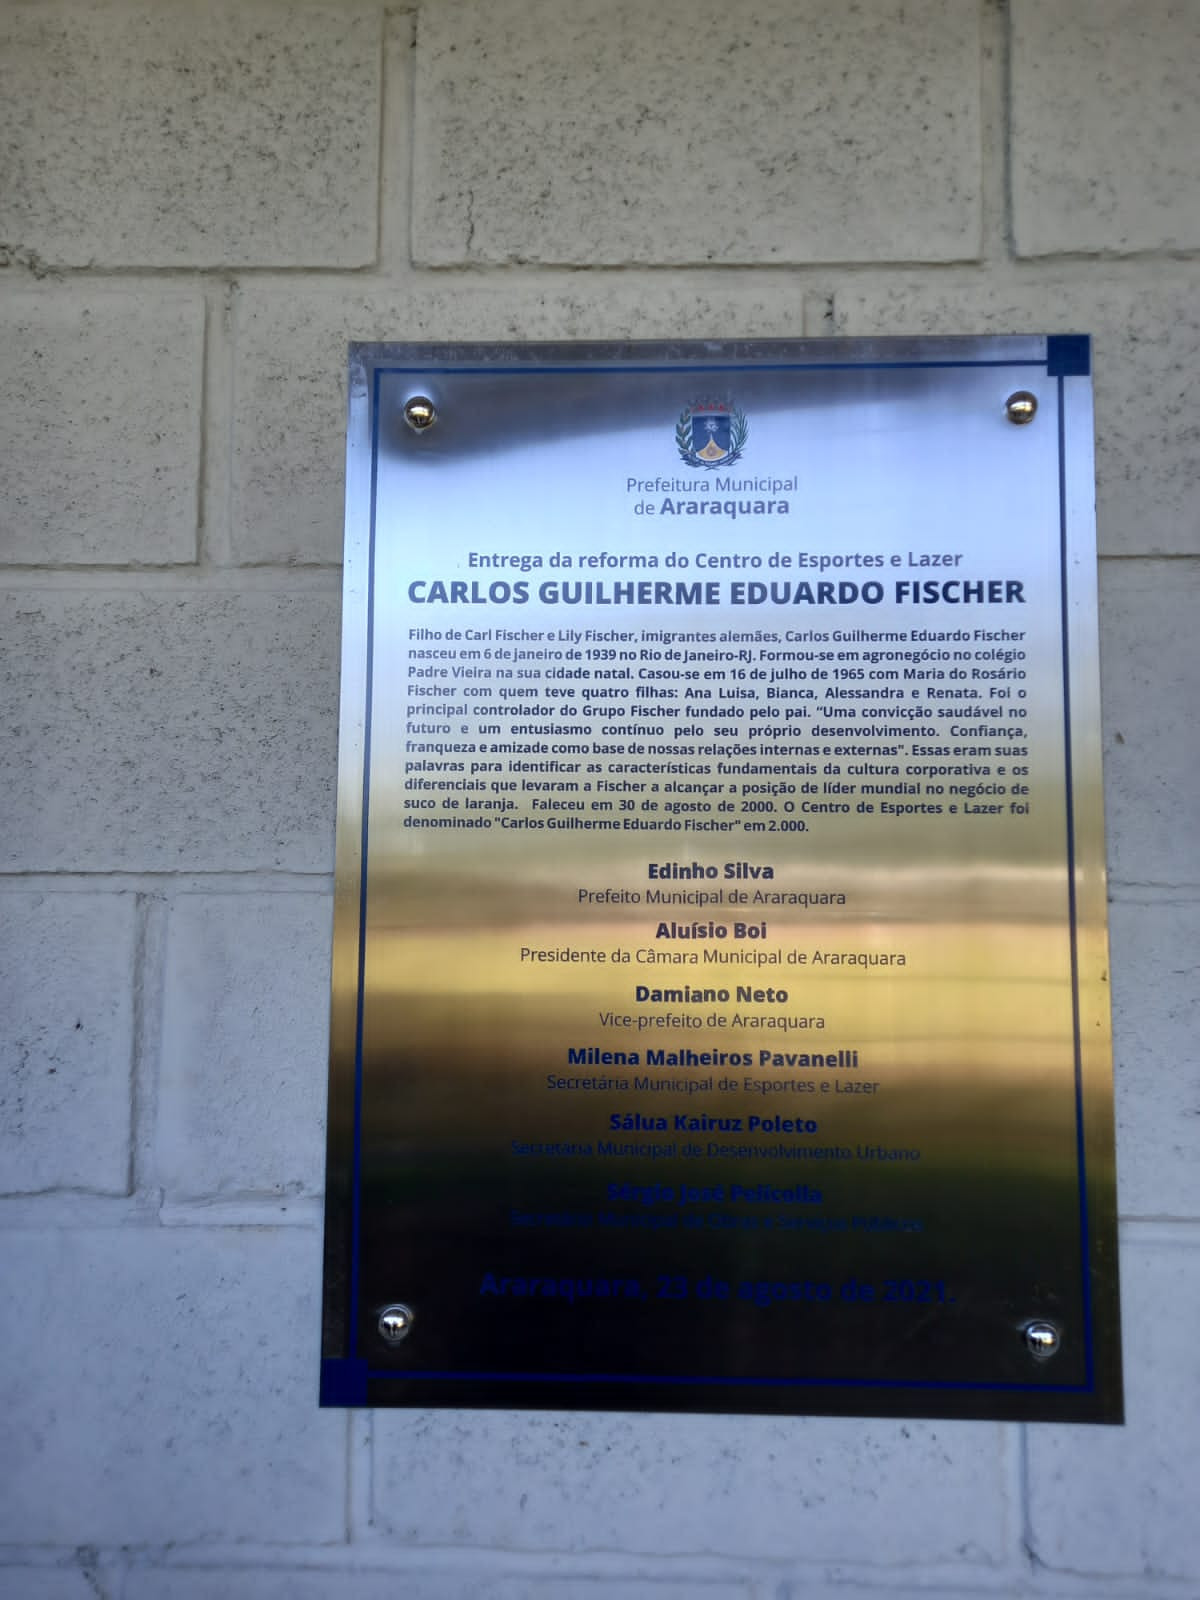 Prefeitura Municipal
de Araraquara
Entrega da reforma do Centro de Esportes e Lazer
CARLOS GUILHERME EDUARDO FISCHER
Filho de Carl Fischer e Lily Fischer, imigrantes alemães, Carlos Guilherme Eduardo Fischer
nasceu em 6 de janeiro de 1939 no Rio de Janeiro-RJ. Formou-se em agronegócio no colégio
Padre Vieira na sua cidade natal. Casou-se em 16 de julho de 1965 com Maria do Rosário
Fischer com quem teve quatro filhas: Ana Luisa, Bianca, Alessandra e Renata. Foi o
principal controlador do Grupo Fischer fundado pelo pai. “Uma convicção saudável no
futuro e um entusiasmo contínuo pelo seu próprio desenvolvimento. Confiança,
franqueza e amizade como base de nossas relações internas e externas". Essas eram suas
palavras para identificar as características fundamentais da cultura corporativa e os
diferenciais que levaram a Fischer a alcançar a posição de líder mundial no negócio de
suco de laranja. Faleceu em 30 de agosto de 2000. O Centro de Esportes e Lazer foi
denominado "Carlos Guilherme Eduardo Fischer" em 2.000.
Edinho Silva
Prefeito Municipal de Araraquara
Aluísio Boi
Presidente da Câmara Municipal de Araraquara
Damiano Neto
Vice-prefeito de Araraquara
Milena Malheiros Pavanelli
Secretária Municipal de Esportes e Lazer
Sálua Kairuz Poleto
Secretária Municipal de Desenvolvimento Urbano
Sérgio José Pelícolla
Secretário Municipal de Obras e Serviços Públicos
Araraquara, 23 de agosto de 2021.